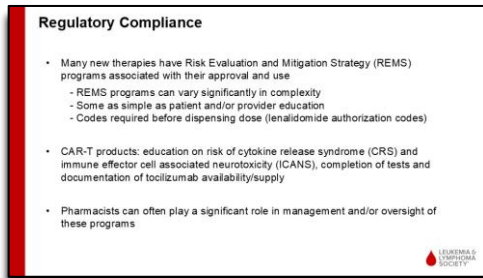 Regulatory Compliance
• Many new therapies have Risk Evaluation and Mitigation Strategy (REMS)
programs associated with their approval and use
- REMS programs can vary significantly in complexity
- Some as simple as patient and/or provider education
- Codes required before dispensing dose (lenalidomide authorization codes)
• CAR-T products: education on risk of cytokine release syndrome (CRS) and
immune effector cell associated neurotoxicity (ICANS), completion of tests and
documentation of tocilizumab availability/supply
• Pharmacists can often play a significant role in management and/or oversight of
these programs
LEUKEMIA &
LYMPHOMA
SOCIETY